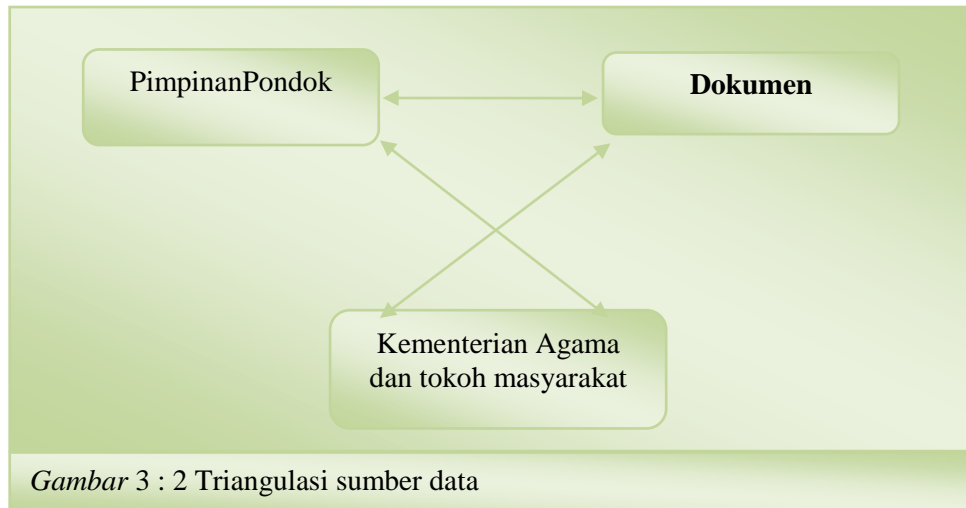 PimpinanPondok
Dokumen
Kementerian Agama
dan tokoh masyarakat
Gambar 3 : 2 Triangulasi sumber data